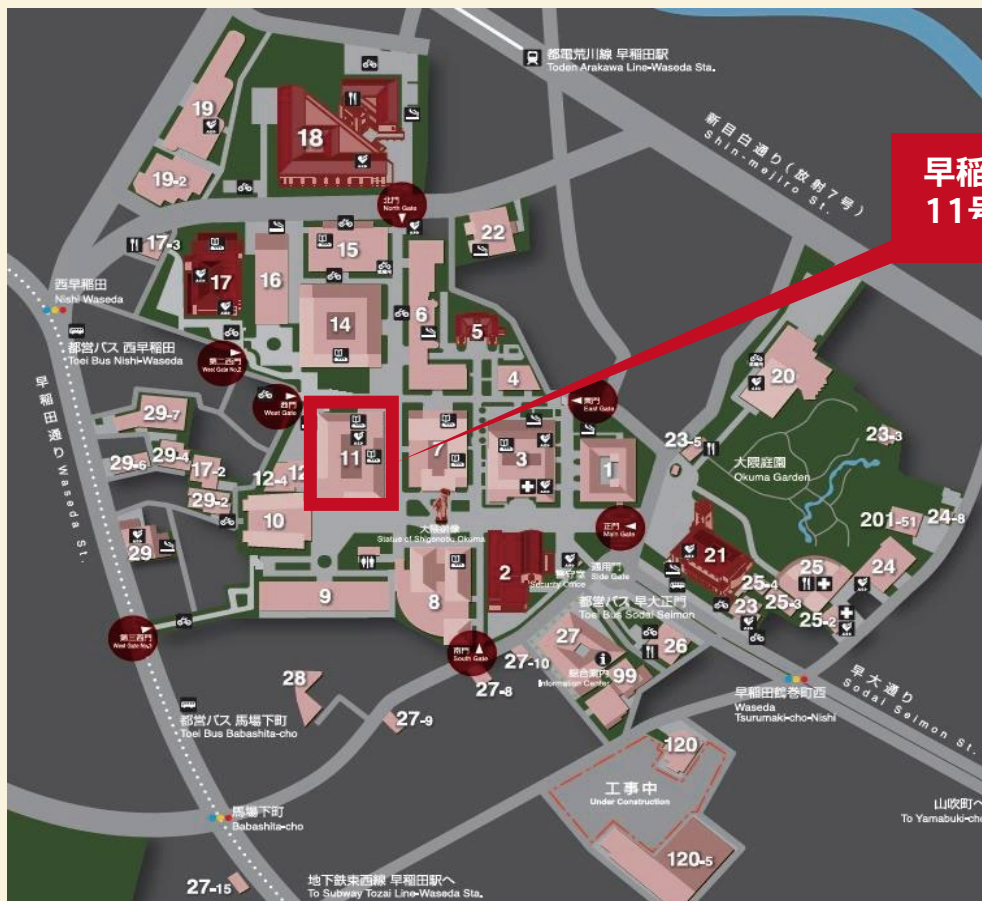 都電荒川線 早稲田駅
Toden Arakawa Line-Waseda Sta.
新目白通り(放射7号)
Shin-mejiro St.
早稲
11号
19
18
19-2
北門
North Gate
17-3
15
22
17
16
西早稲田
Nishi Waseda
14
6
5
都営バス 西早稲田
Toei Bus Nishi-Waseda
第二西門
West Gate No.2
4
20
西門
West Gate
南門
East Gate
早稲田通り Waseda St.
29-7
11
7
3
1
23-5
23-3
29-6
29-4
17-2
12-4
12
大隈庭園
Okuma Garden
29-2
10
大隈銅像
Statue of Shigenobu Okuma
正門
Main Gate
201-51
24-8
29
2
警守室
Security Office
通用門
Side Gate
21
25
24
9
8
都営バス 早大正門
Toei Bus Sodai Seimon
25-4
23
25-3
25-2
第三西門
West Gate No.3
南門
South Gate
27
26
27-10
総合案内
Information Center
99
28
27-8
早大通り
Sodai Seimon St.
早稲田鶴巻町西
Waseda
Tsurumaki-cho-Nishi
都営バス 馬場下町
Toei Bus Babashita-cho
27-9
120
工事中
Under Construction
馬場下町
Babashita-cho
山吹町へ
To Yamabuki-cho
120-5
27-15
地下鉄東西線 早稲田駅へ
To Subway Tozai Line-Waseda Sta.